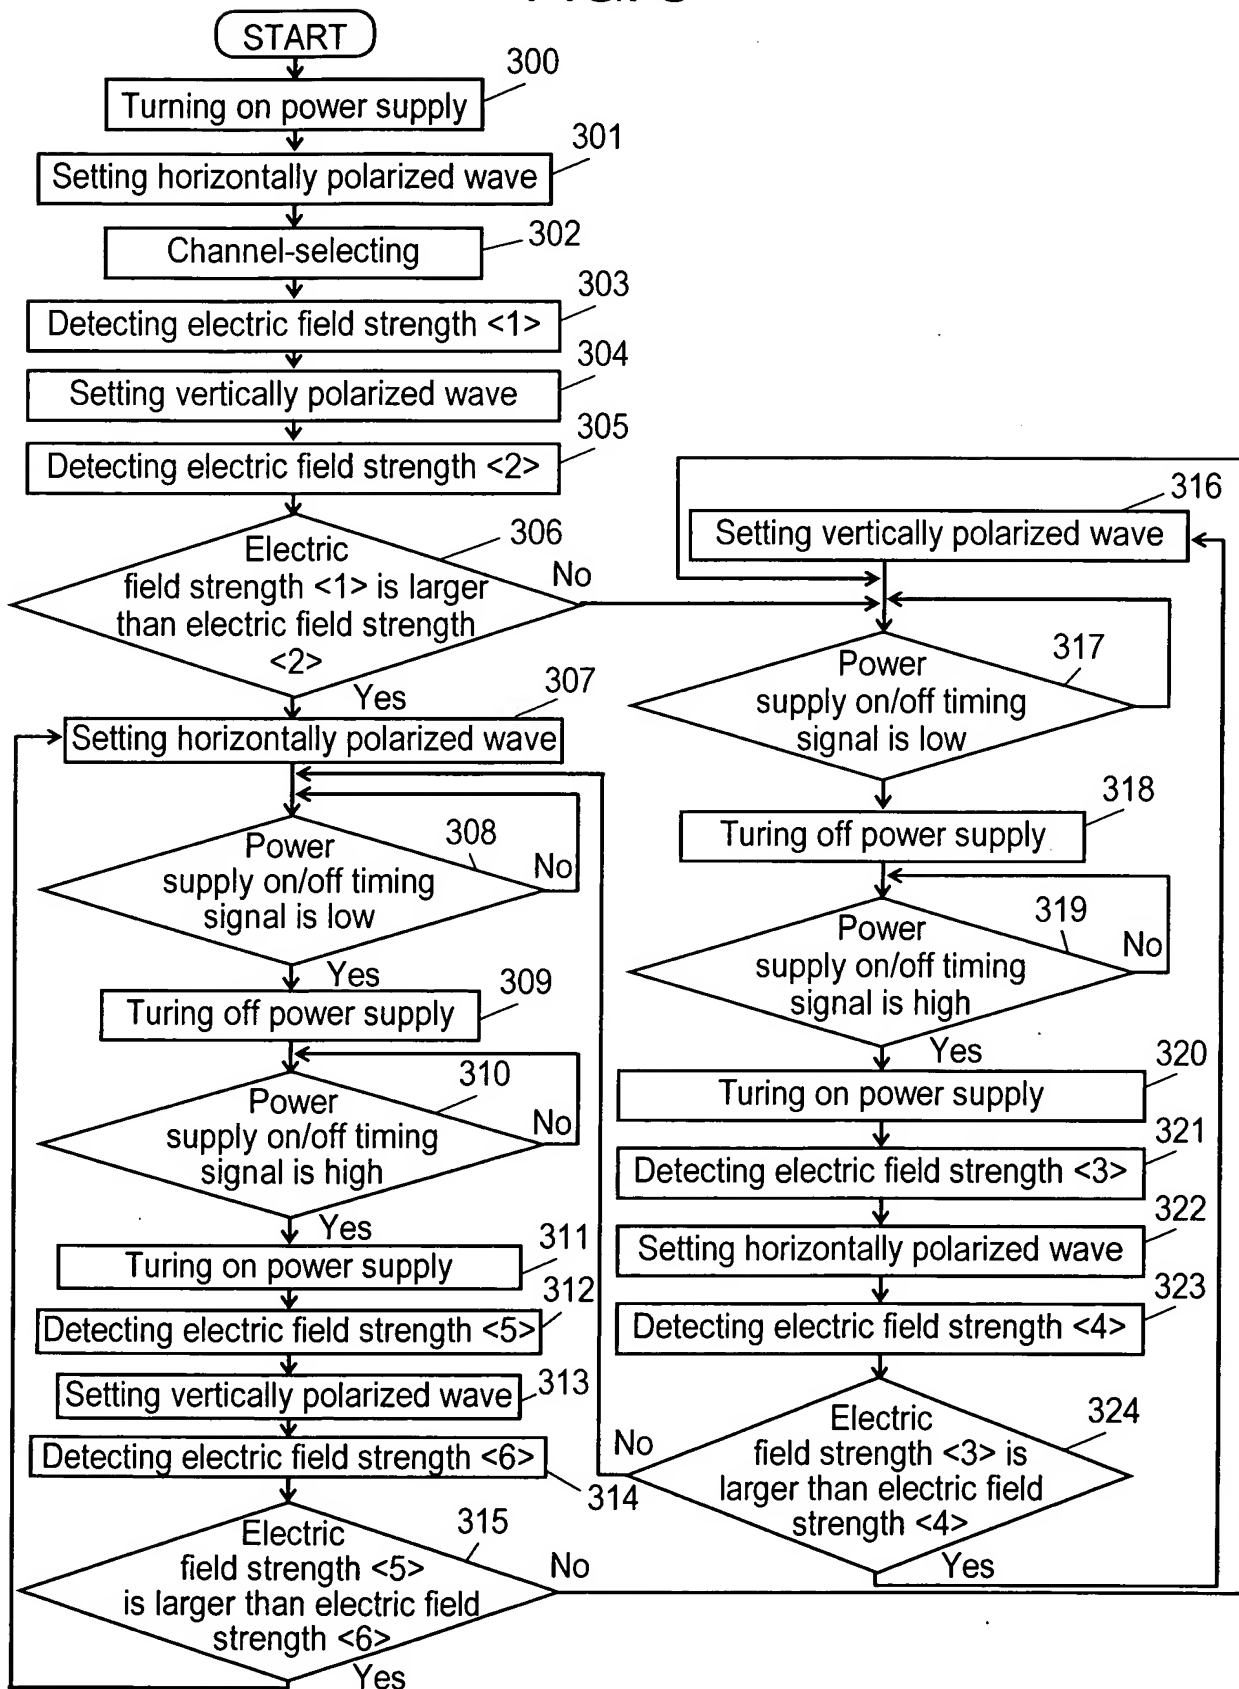 START
300
Turning on power supply
301
Setting horizontally polarized wave
302
Channel-selecting
303
Detecting electric field strength <1>
304
Setting vertically polarized wave
305
Detecting electric field strength <2>
306
Electric
field strength <1> is larger
than electric field strength
<2>
No
Yes
307
Setting horizontally polarized wave
308
Power
supply on/off timing
signal is low
No
Yes
309
Turing off power supply
310
Power
supply on/off timing
signal is high
No
Yes
311
Turing on power supply
312
Detecting electric field strength <5>
313
Setting vertically polarized wave
Detecting electric field strength <6>
314
315
Electric
field strength <5>
is larger than electric field
strength <6>
No
Yes
316
Setting vertically polarized wave
317
Power
supply on/off timing
signal is low
318
Turing off power supply
319
Power
supply on/off timing
signal is high
No
Yes
320
Turing on power supply
321
Detecting electric field strength <3>
322
Setting horizontally polarized wave
323
Detecting electric field strength <4>
324
Electric
field strength <3> is
larger than electric field
strength <4>
No
Yes